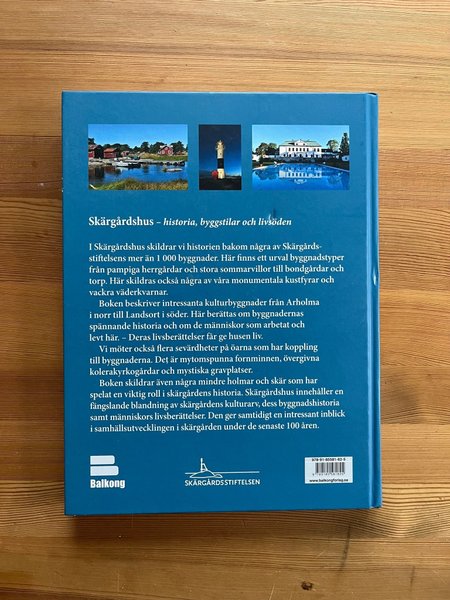 Skärgårdshus – historia, byggstilar och livsöden
I Skärgårdshus skildrar vi historien bakom några av Skärgårds-
stiftelsens mer än 1 000 byggnader. Här finns ett urval byggnadstyper
från pampiga herrgårdar och stora sommarvillor till bondgårdar och
torp. Här skildras också några av våra monumentala kustfyrar och
vackra väderkvarnar.
Boken beskriver intressanta kulturbyggnader från Arholma
i norr till Landsort i söder. Här berättas om byggnadernas
spännande historia och om de människor som arbetat och
levt här. – Deras livsberättelser får ge husen liv.
Vi möter också flera sevärdheter på öarna som har koppling
till byggnaderna. Det är mytomspunna fornminnen, övergivna
kolerakyrkogårdar och mystiska gravplatser.
Boken skildrar även några mindre holmar och skär som har
spelat en viktig roll i skärgårdens historia. Skärgårdshus innehåller en
fängslande blandning av skärgårdens kulturarv, dess byggnadshistoria
samt människors livsberättelser. Den ger samtidigt en intressant inblick
i samhällsutvecklingen i skärgården under de senaste 100 åren.
Balkong
SKÄRGÅRDSSTIFTELSEN
www.balkongforlag.se